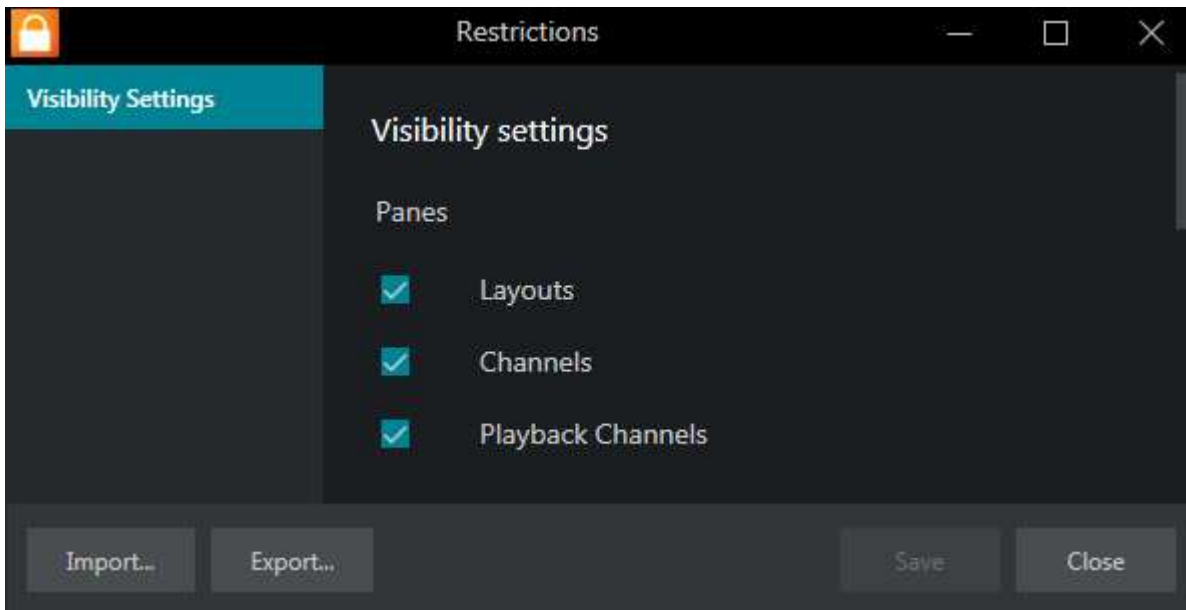 Restrictions
Visibility Settings
Visibility settings
Panes
Layouts
Channels
Playback Channels
Import...
Export...
Save
Close